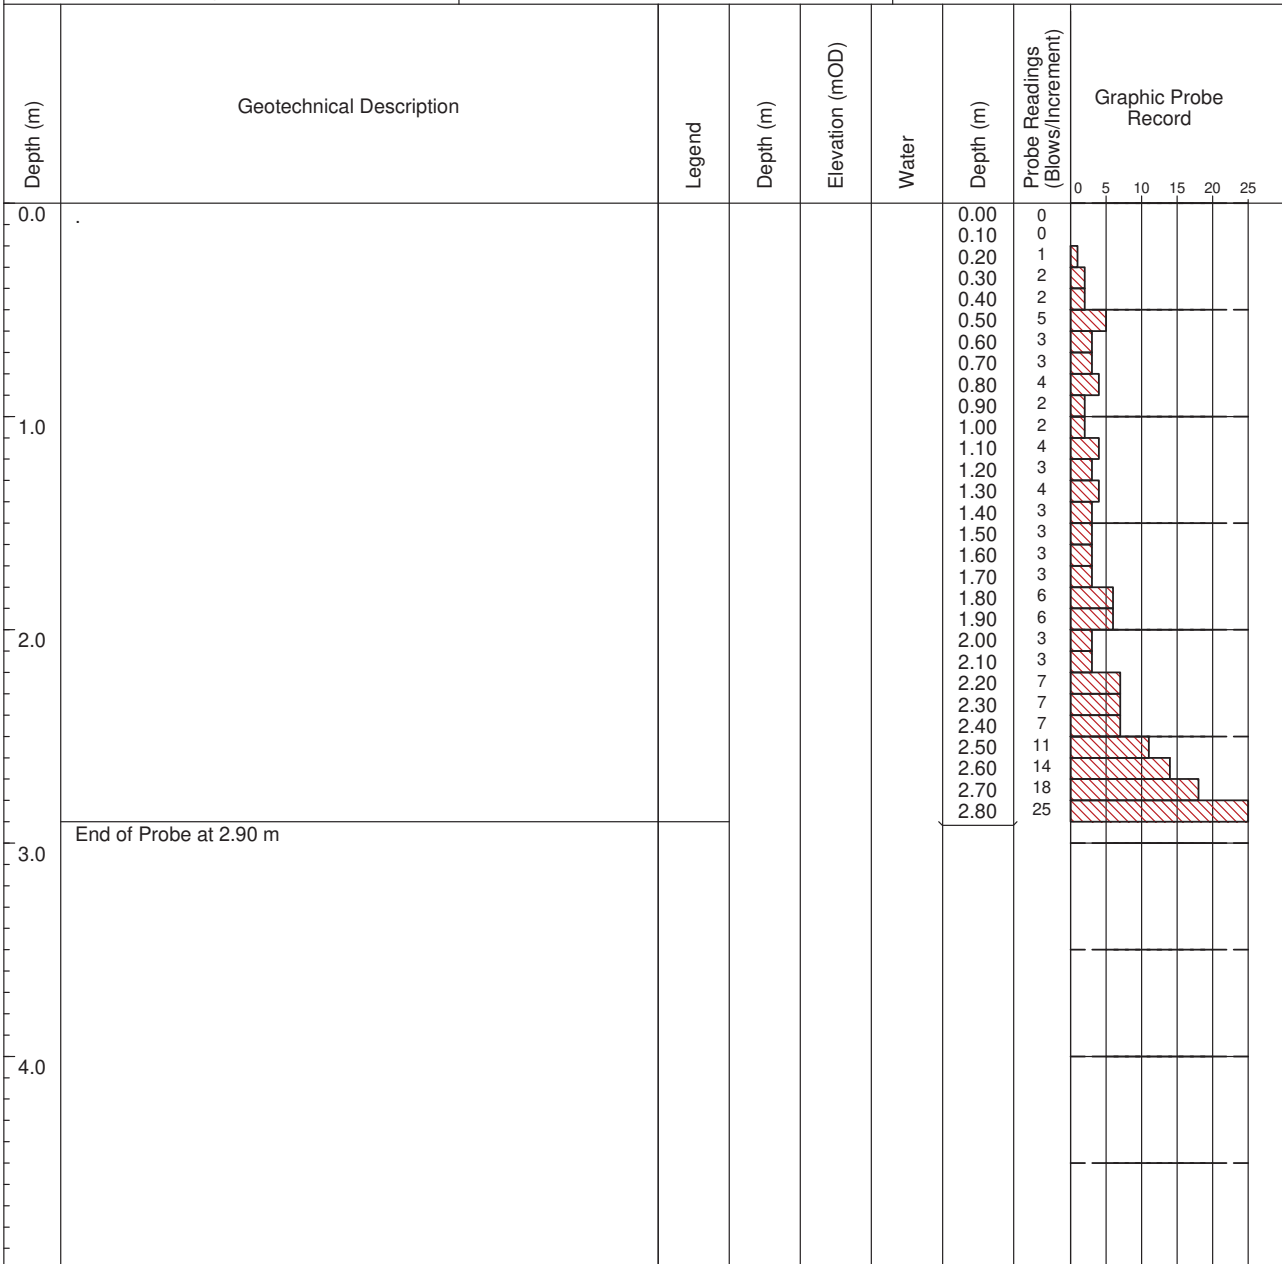 Depth (m)
Geotechnical Description
Legend
Depth (m)
Elevation (mOD)
Water
Depth (m)
Probe Readings
(Blows/Increment)
Graphic Probe
Record
0 5 10 15 20 25
0.0 . 0.00 0
0.10 0
0.20 1
0.30 2
0.40 2
0.50 5
0.60 3
0.70 3
0.80 4
0.90 2
1.0 1.00 2
1.10 4
1.20 3
1.30 4
1.40 3
1.50 3
1.60 3
1.70 3
1.80 6
1.90 6
2.0 2.00 3
2.10 3
2.20 7
2.30 7
2.40 7
2.50 11
2.60 14
2.70 18
2.80 25
End of Probe at 2.90 m
3.0
4.0